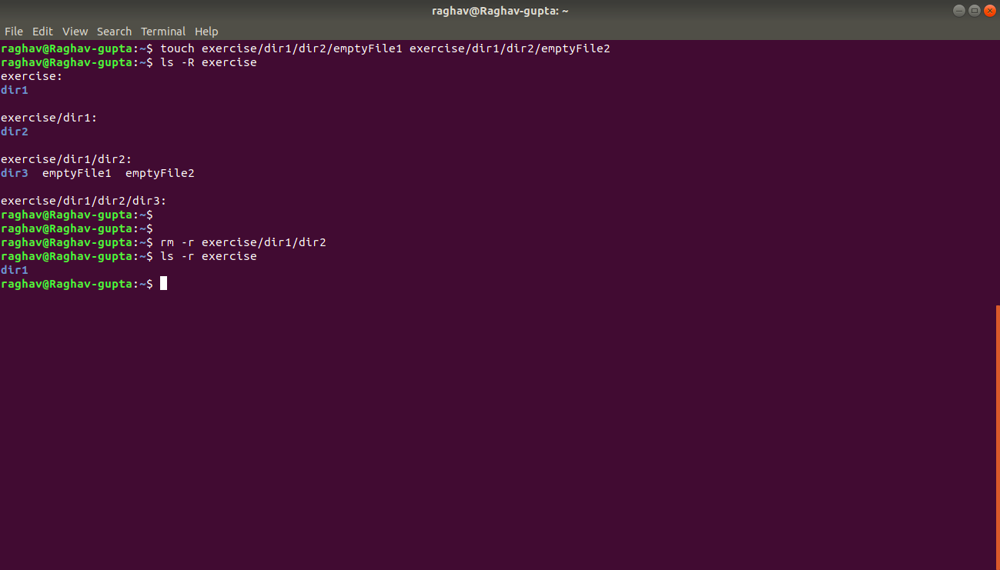 raghav@Raghav-gupta: ~
File Edit View Search Terminal Help
raghav@Raghav-gupta:~$ touch exercise/dir1/dir2/emptyFile1 exercise/dir1/dir2/emptyFile2
raghav@Raghav-gupta:~$ ls -R exercise
exercise:
dir1
exercise/dir1:
dir2
exercise/dir1/dir2:
dir3  emptyFile1  emptyFile2
exercise/dir1/dir2/dir3:
raghav@Raghav-gupta:~$
raghav@Raghav-gupta:~$
raghav@Raghav-gupta:~$ rm -r exercise/dir1/dir2
raghav@Raghav-gupta:~$ ls -r exercise
dir1
raghav@Raghav-gupta:~$